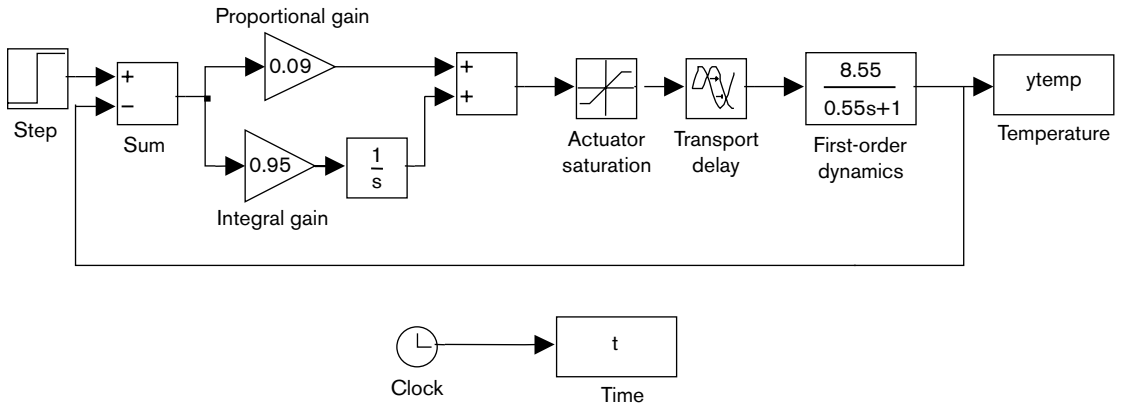 Proportional gain
0.09
+
−
Step
Sum
0.95
Integral gain
1
s
+
+
Actuator
saturation
Transport
delay
8.55
0.55s+1
First-order
dynamics
ytemp
Temperature
Clock
t
Time